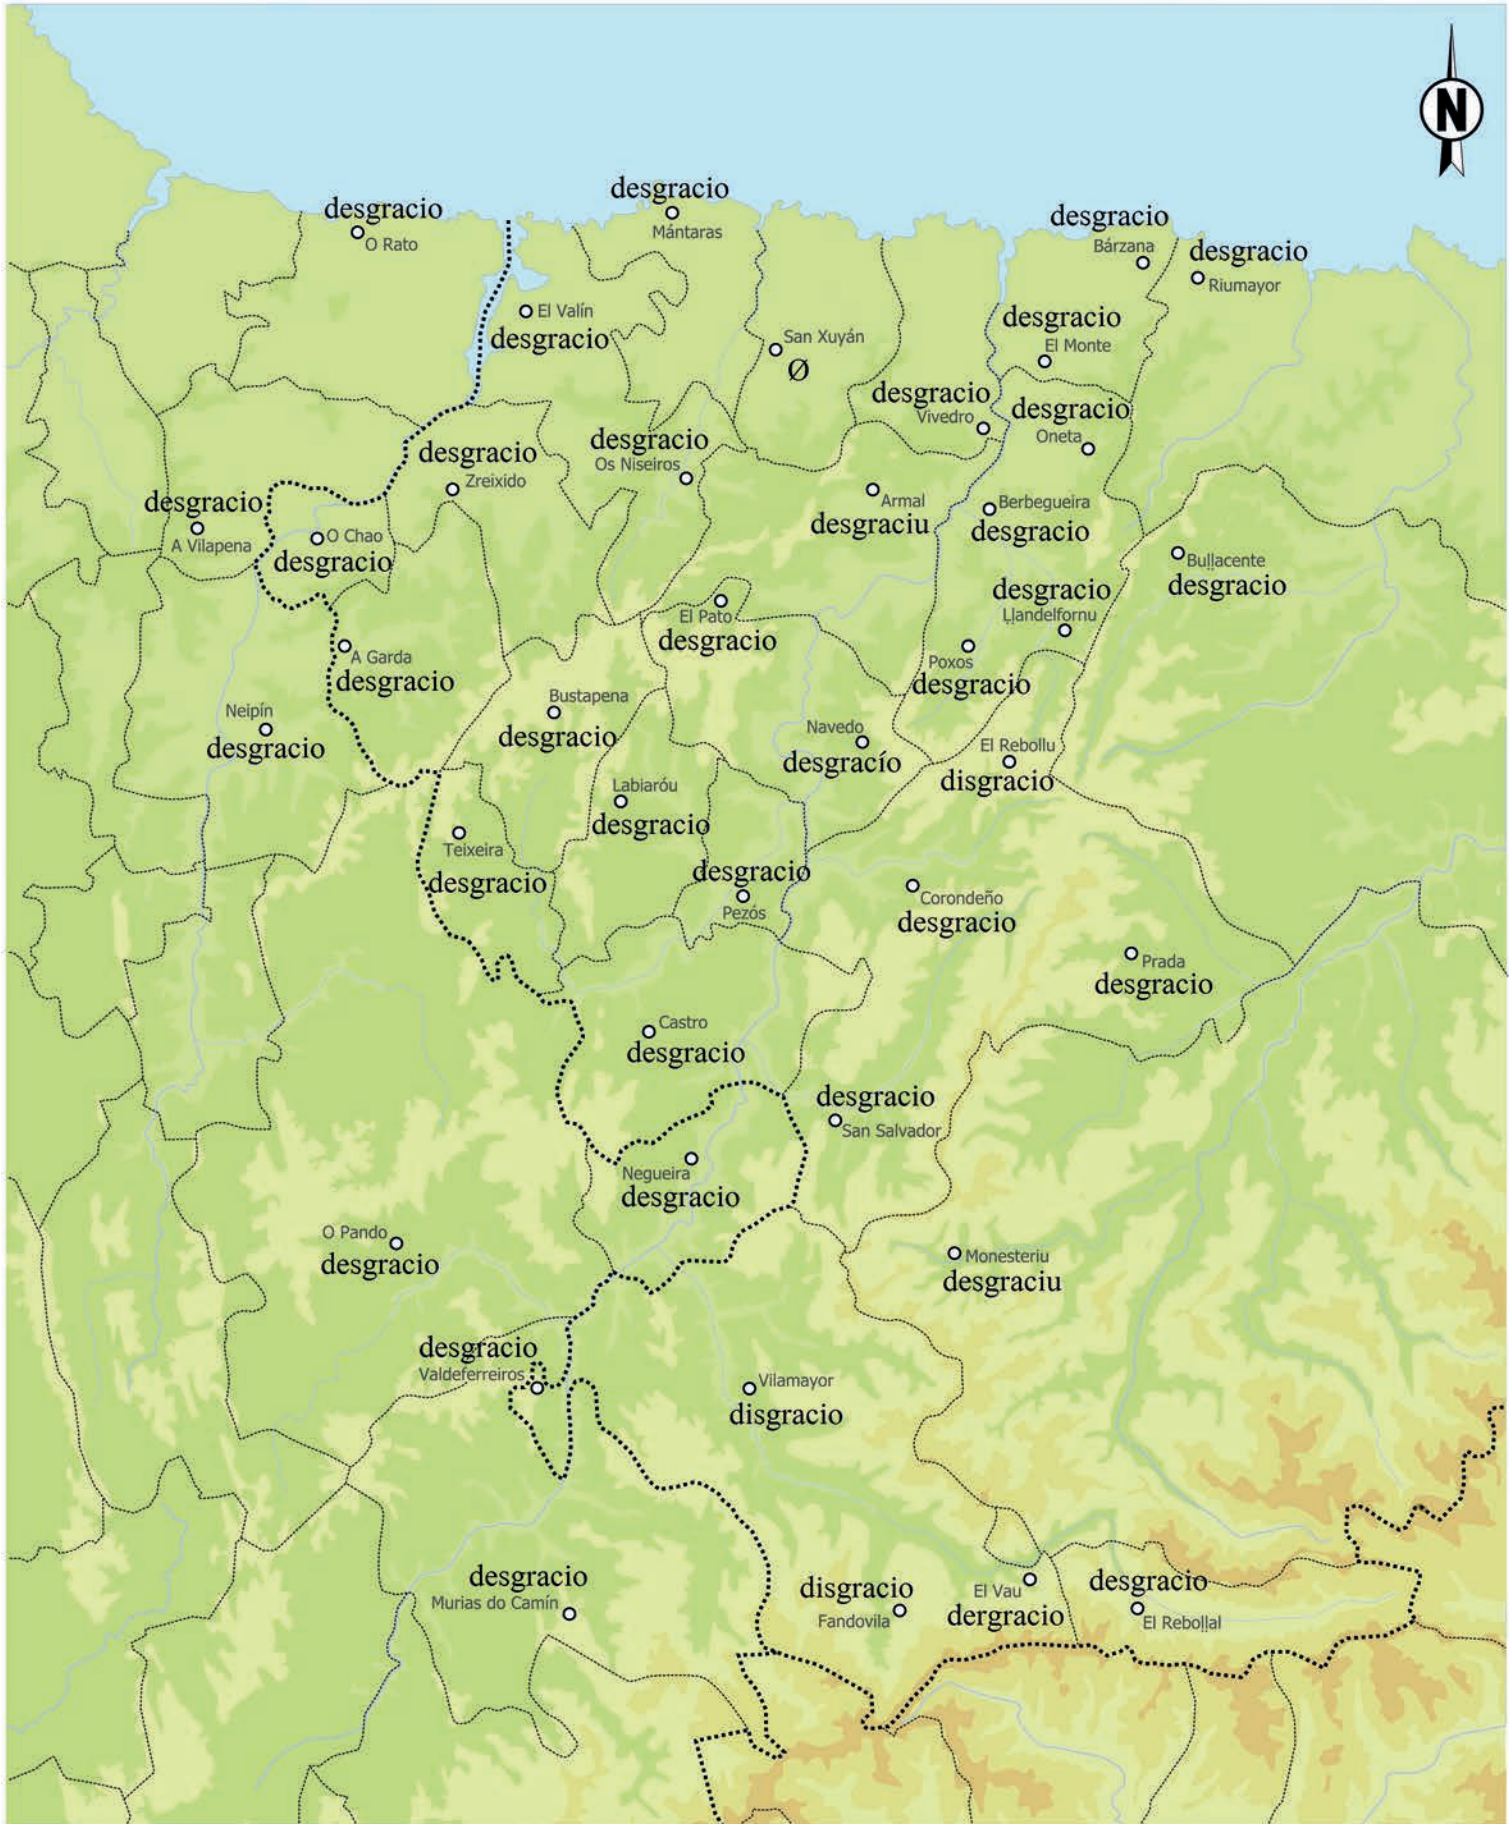 N
desgracio
Mántaras
desgracio
O Rato
desgracio
Bárzana
desgracio
Riumayor
El Valín
desgracio
desgracio
El Monte
San Xuyán
Ø
desgracio
Vivedro
desgracio
Oneta
desgracio
Os Niseiros
desgracio
Zreixido
desgracio
A Vilapena
Armal
desgraciu
Berbegueira
desgracio
O Chao
desgracio
Buḷḷacente
desgracio
desgracio
Ḷḷandelfornu
El Pato
desgracio
A Garda
desgracio
Poxos
desgracio
Neipín
desgracio
Bustapena
desgracio
Navedo
desgracío
El Rebollu
disgracio
Labiaróu
desgracio
Teixeira
desgracio
desgracio
Pezós
Corondeño
desgracio
Prada
desgracio
Castro
desgracio
desgracio
San Salvador
Negueira
desgracio
O Pando
desgracio
Monesteriu
desgraciu
desgracio
Valdeferreiros
Vilamayor
disgracio
desgracio
Murias do Camín
disgracio
Fandovila
El Vau
dergracio
desgracio
El Reboḷḷal